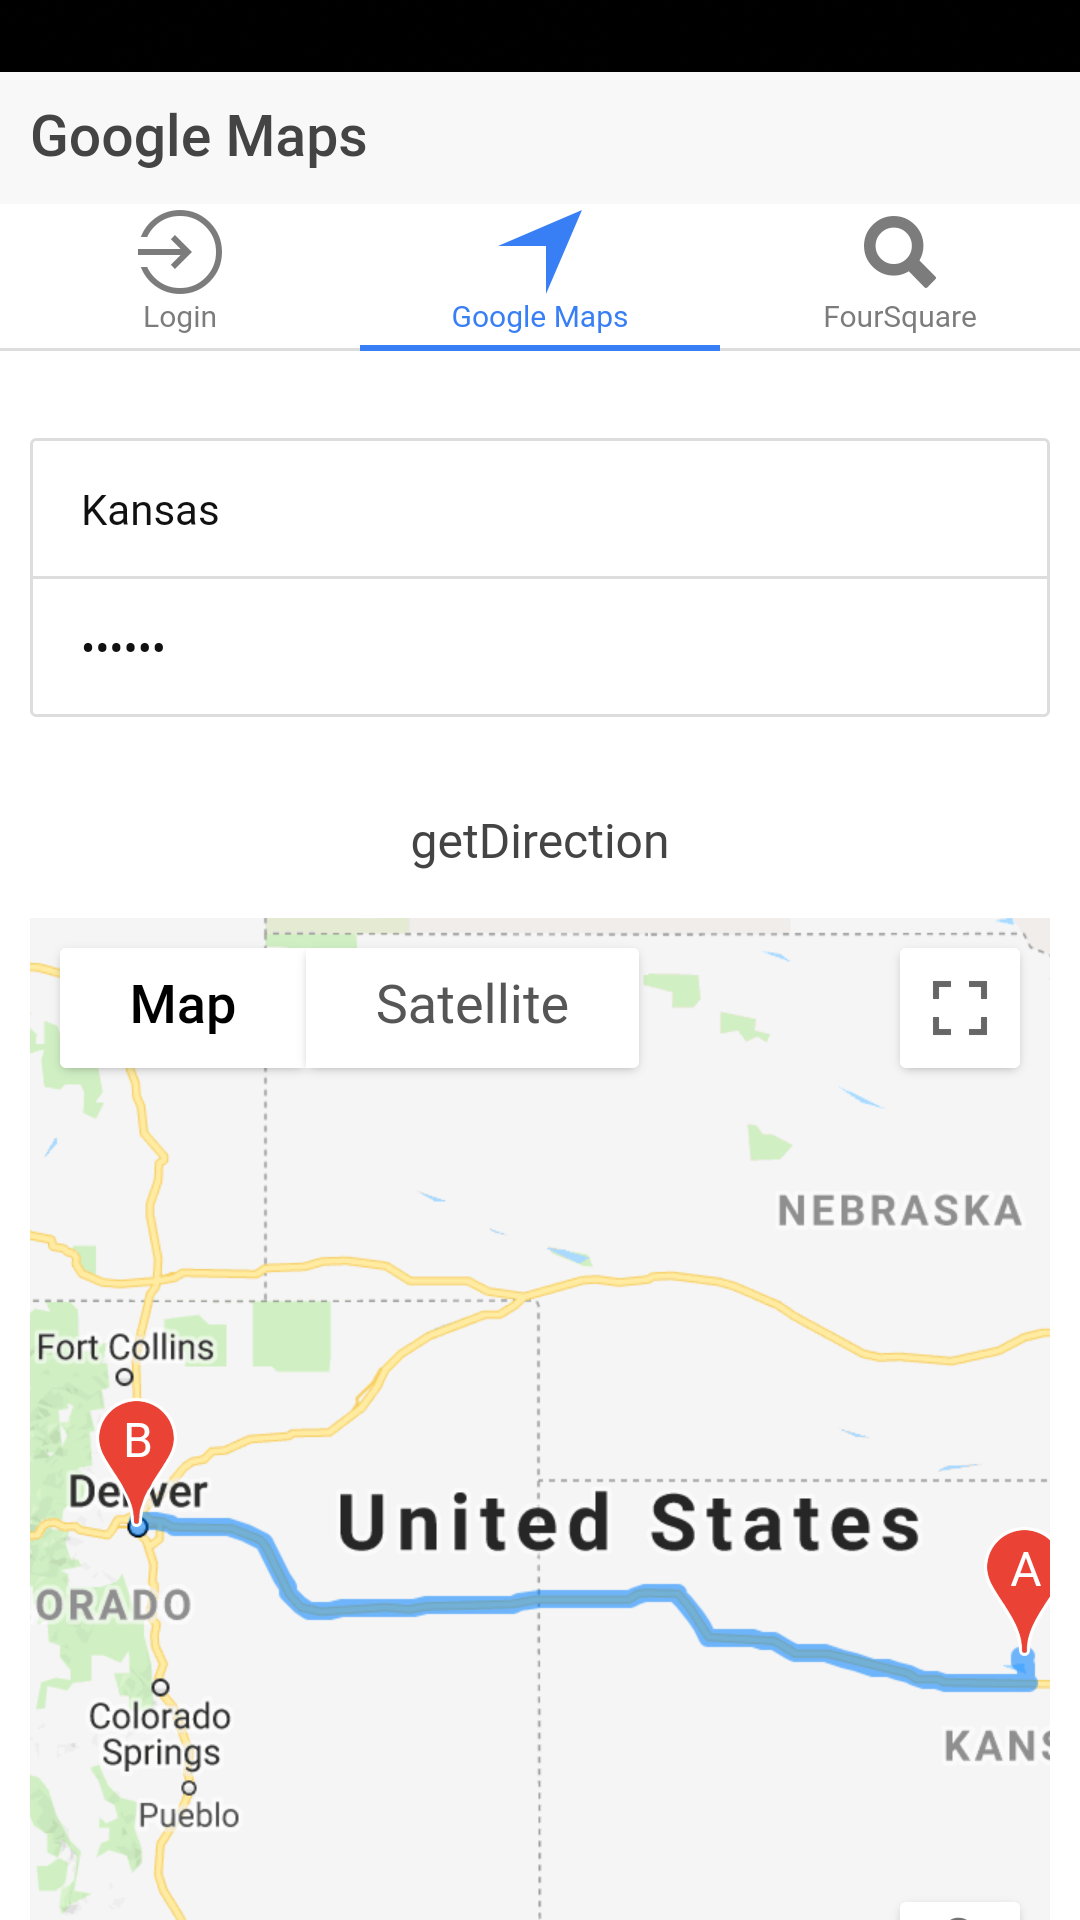 Google Maps
Login
Google Maps
FourSquare
Kansas
••••••
getDirection
Map
Satellite
NEBRASKA
Fort Collins
B
Denver
United States
A
ORADO
Colorado
Springs
KANS
Pueblo